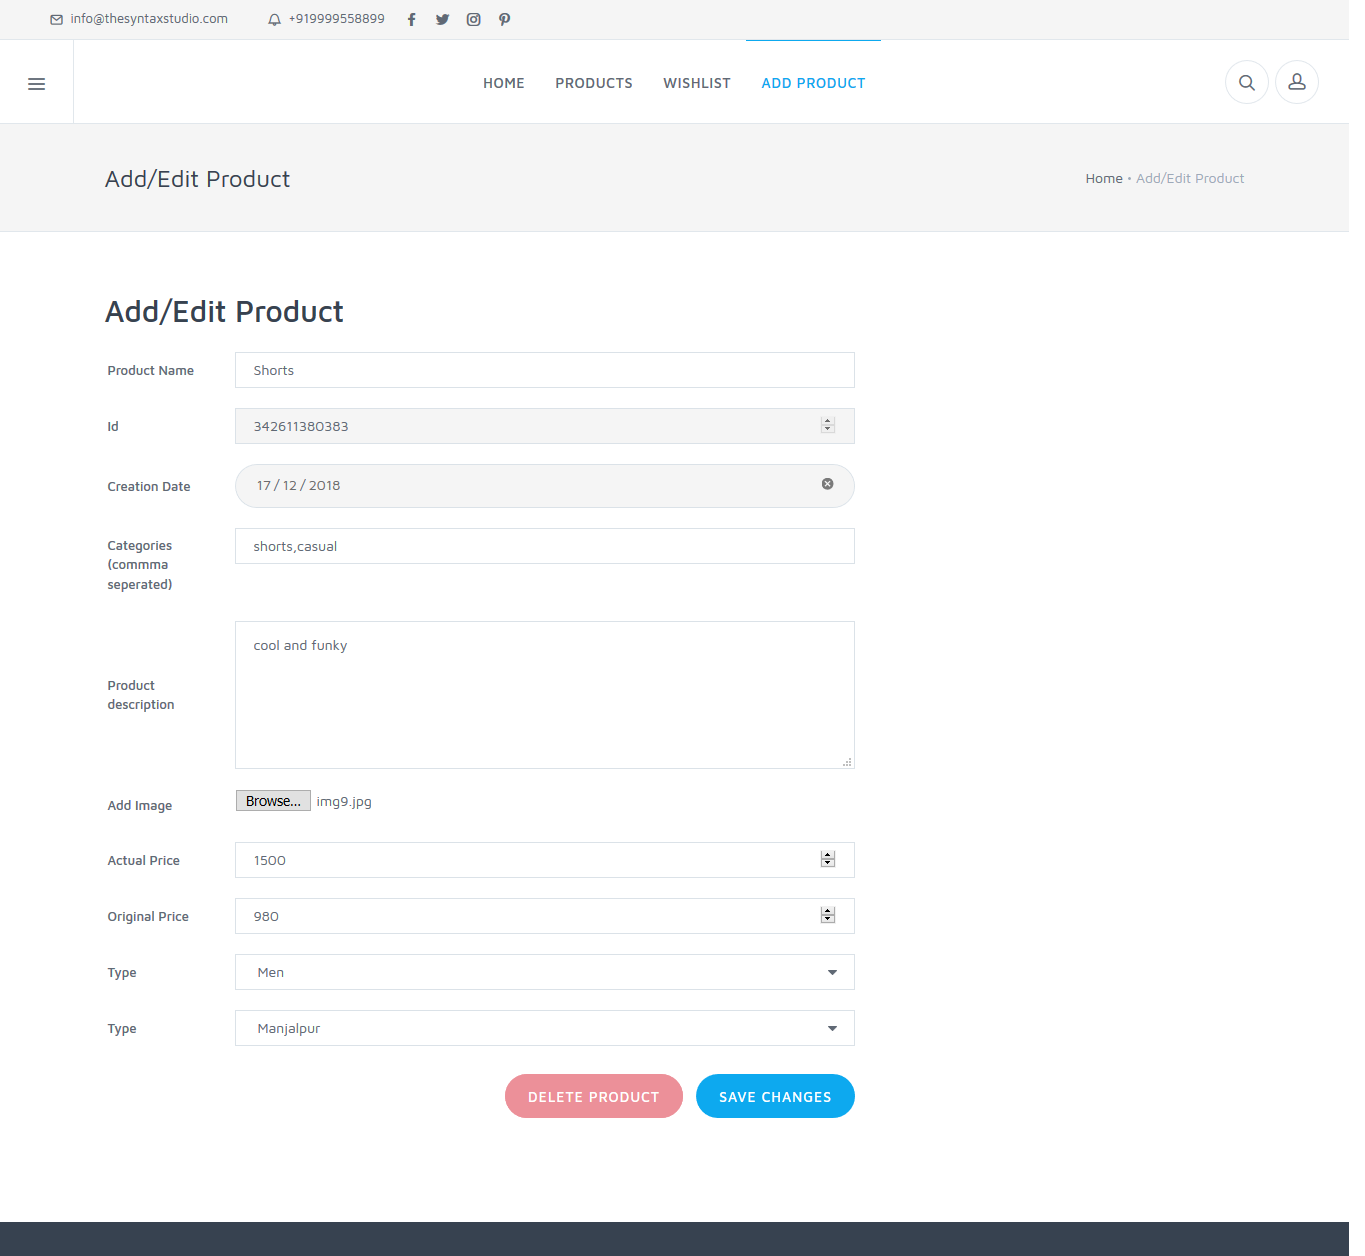 info@thesyntaxstudio.com +919999558899
HOME PRODUCTS WISHLIST ADD PRODUCT
Add/Edit Product
Home • Add/Edit Product
Add/Edit Product
Product Name Shorts
Id 342611380383
Creation Date 17 / 12 / 2018
Categories shorts,casual
(commma
seperated)
cool and funky
Product
description
Add Image Browse... img9.jpg
Actual Price 1500
Original Price 980
Type Men
Type Manjalpur
DELETE PRODUCT SAVE CHANGES